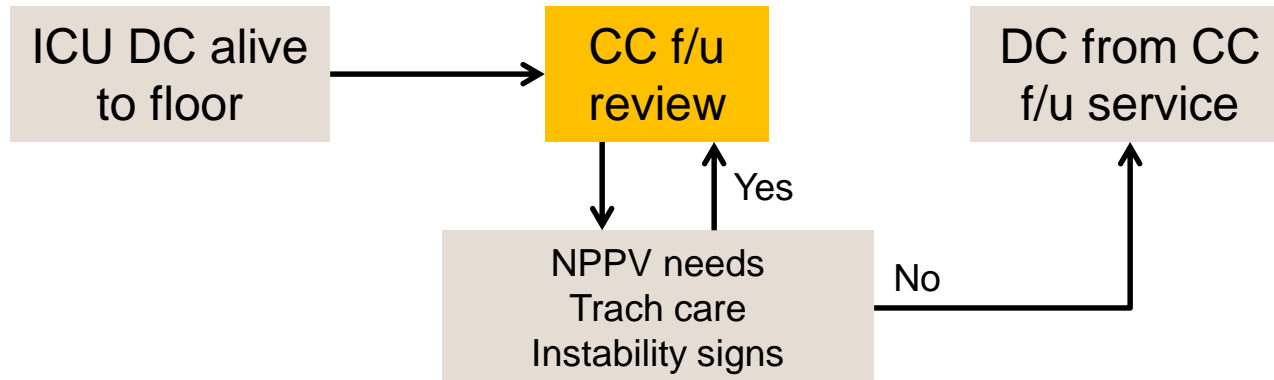 ICU DC alive
to floor
CC f/u
review
DC from CC
f/u service
Yes
NPPV needs
Trach care
Instability signs
No